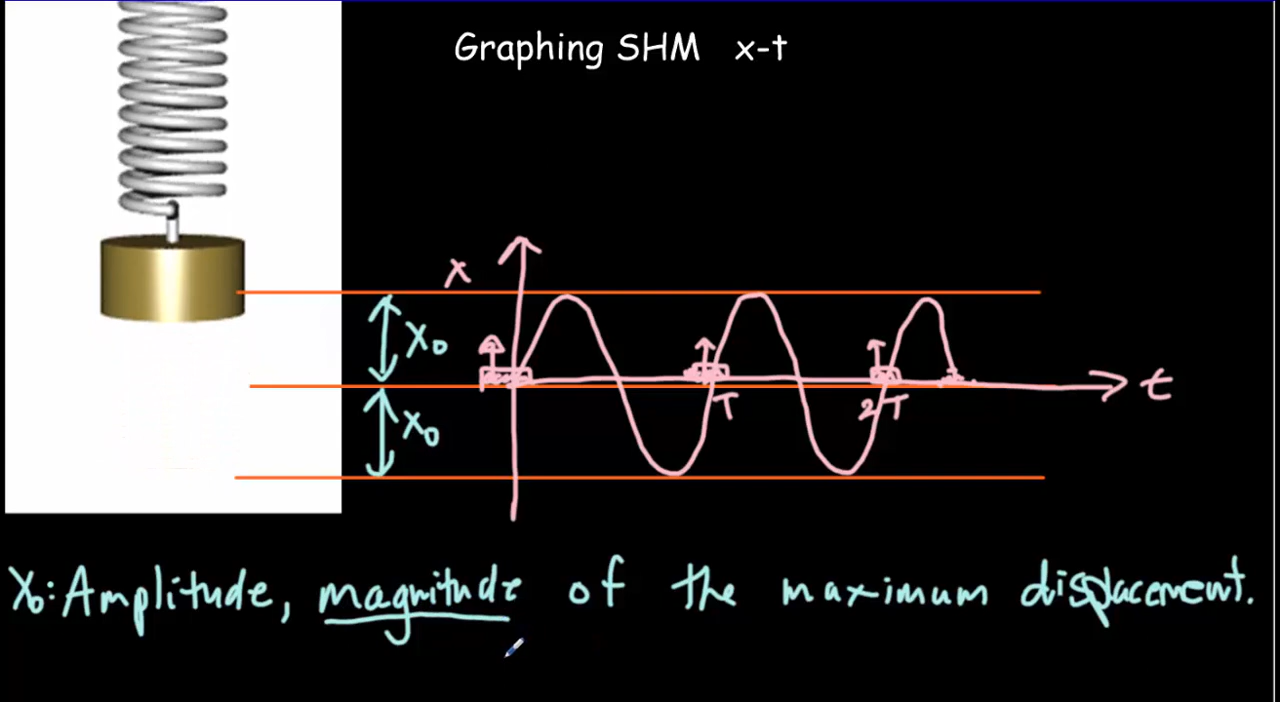 Graphing SHM x-t
x
x₀
t
T
2T
x₀
x₀: Amplitude, magnitude of the maximum displacement.